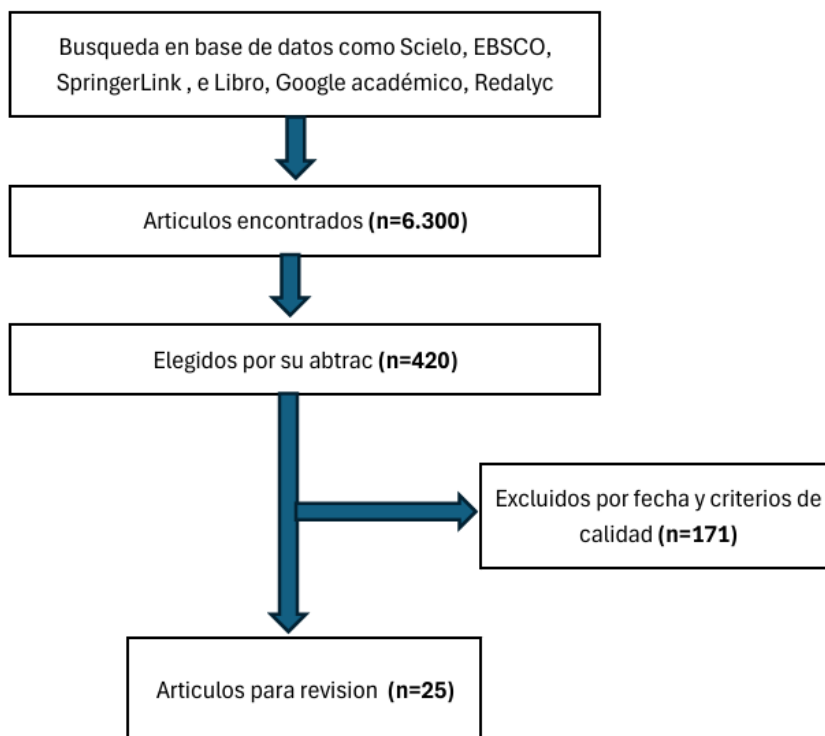 Busqueda en base de datos como Scielo, EBSCO,
SpringerLink , e Libro, Google académico, Redalyc
Articulos encontrados (n=6.300)
Elegidos por su abtrac (n=420)
Excluidos por fecha y criterios de
calidad (n=171)
Articulos para revision (n=25)